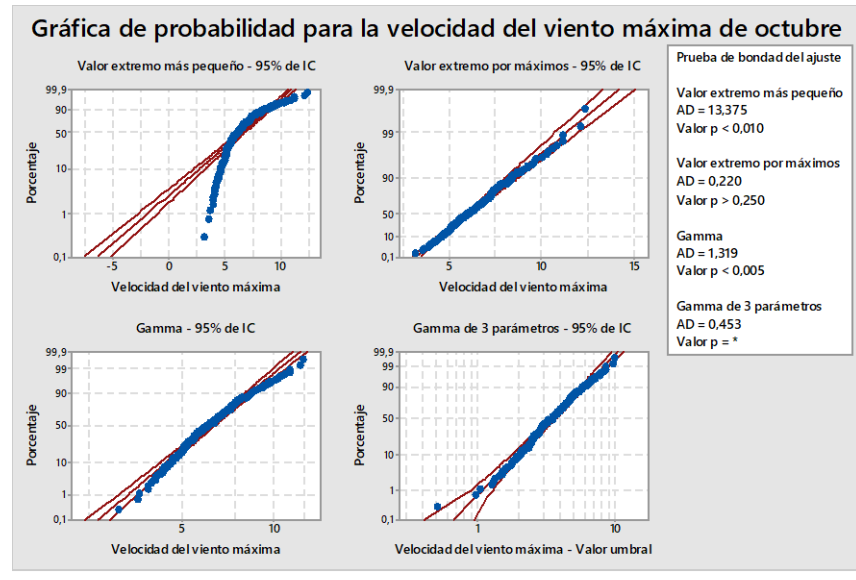 Gráfica de probabilidad para la velocidad del viento máxima de octubre
Valor extremo más pequeño - 95% de IC
99,9
90
50
10
1
0,1
Porcentaje
-5 0 5 10
Velocidad del viento máxima
Valor extremo por máximos - 95% de IC
99,9
99
90
50
10
0,1
Porcentaje
5 10 15
Velocidad del viento máxima
Gamma - 95% de IC
99,9
90
50
10
1
0,1
Porcentaje
5 10
Velocidad del viento máxima
Gamma de 3 parámetros - 95% de IC
99,9
90
50
10
1
0,1
Porcentaje
1 10
Velocidad del viento máxima - Valor umbral
Prueba de bondad del ajuste
Valor extremo más pequeño
AD = 13,375
Valor p < 0,010
Valor extremo por máximos
AD = 0,220
Valor p > 0,250
Gamma
AD = 1,319
Valor p < 0,005
Gamma de 3 parámetros
AD = 0,453
Valor p = *